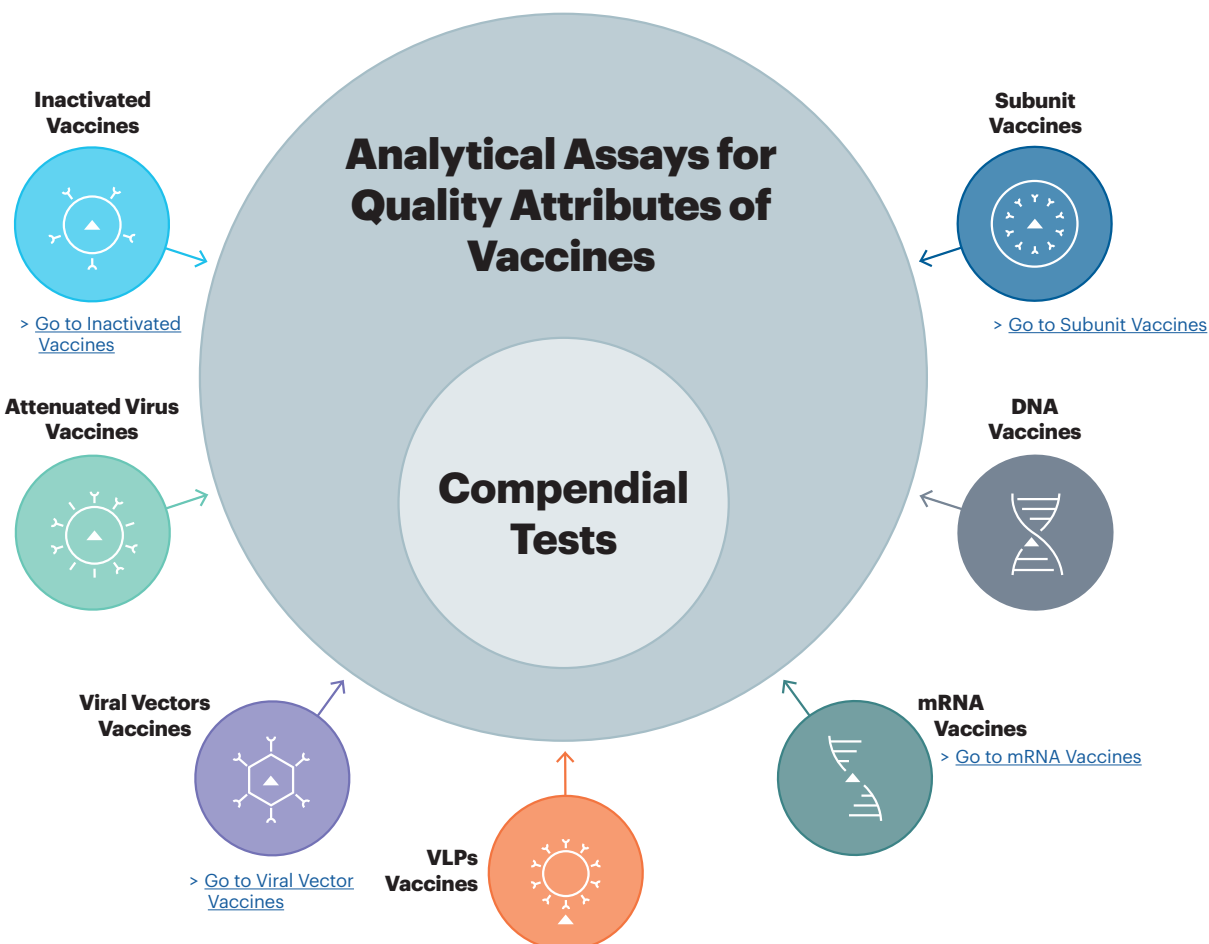 Analytical Assays for
Quality Attributes of
Vaccines
Compendial
Tests
Inactivated
Vaccines
> Go to Inactivated
Vaccines
Attenuated Virus
Vaccines
Viral Vectors
Vaccines
> Go to Viral Vector
Vaccines
VLPs
Vaccines
mRNA
Vaccines
> Go to mRNA Vaccines
DNA
Vaccines
Subunit
Vaccines
> Go to Subunit Vaccines